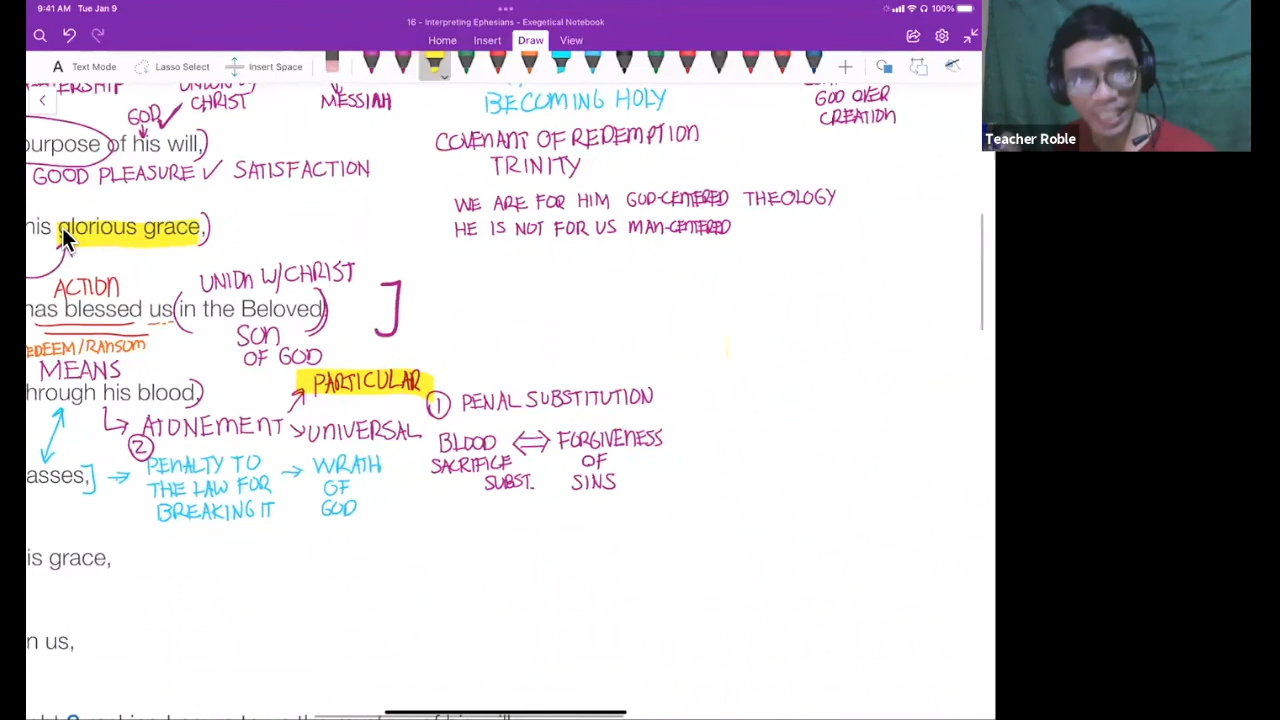 9:41 AM Tue Jan 9
100%
16 - Interpreting Ephesians - Exegetical Notebook
Home Insert Draw View
Text Mode Lasso Select Insert Space
CHRIST
MESSIAH
BECOMING HOLY
GOD OVER
CREATION
GOD
purpose of his will,)
GOOD PLEASURE ✓ SATISFACTION
COVENANT OF REDEMPTION
TRINITY
WE ARE FOR HIM GOD-CENTERED THEOLOGY
HE IS NOT FOR US MAN-CENTERED
his glorious grace,)
ACTION
UNION W/CHRIST
has blessed us (in the Beloved)
SON
OF GOD
REDEEM/RANSOM
MEANS
through his blood,)
PARTICULAR
① PENAL SUBSTITUTION
ATONEMENT
UNIVERSAL
BLOOD ⇔ FORGIVENESS
SACRIFICE OF
SUBST. SINS
②
asses,] → PENALTY TO → WRATH
THE LAW FOR OF
BREAKING IT GOD
is grace,
n us,
Teacher Roble